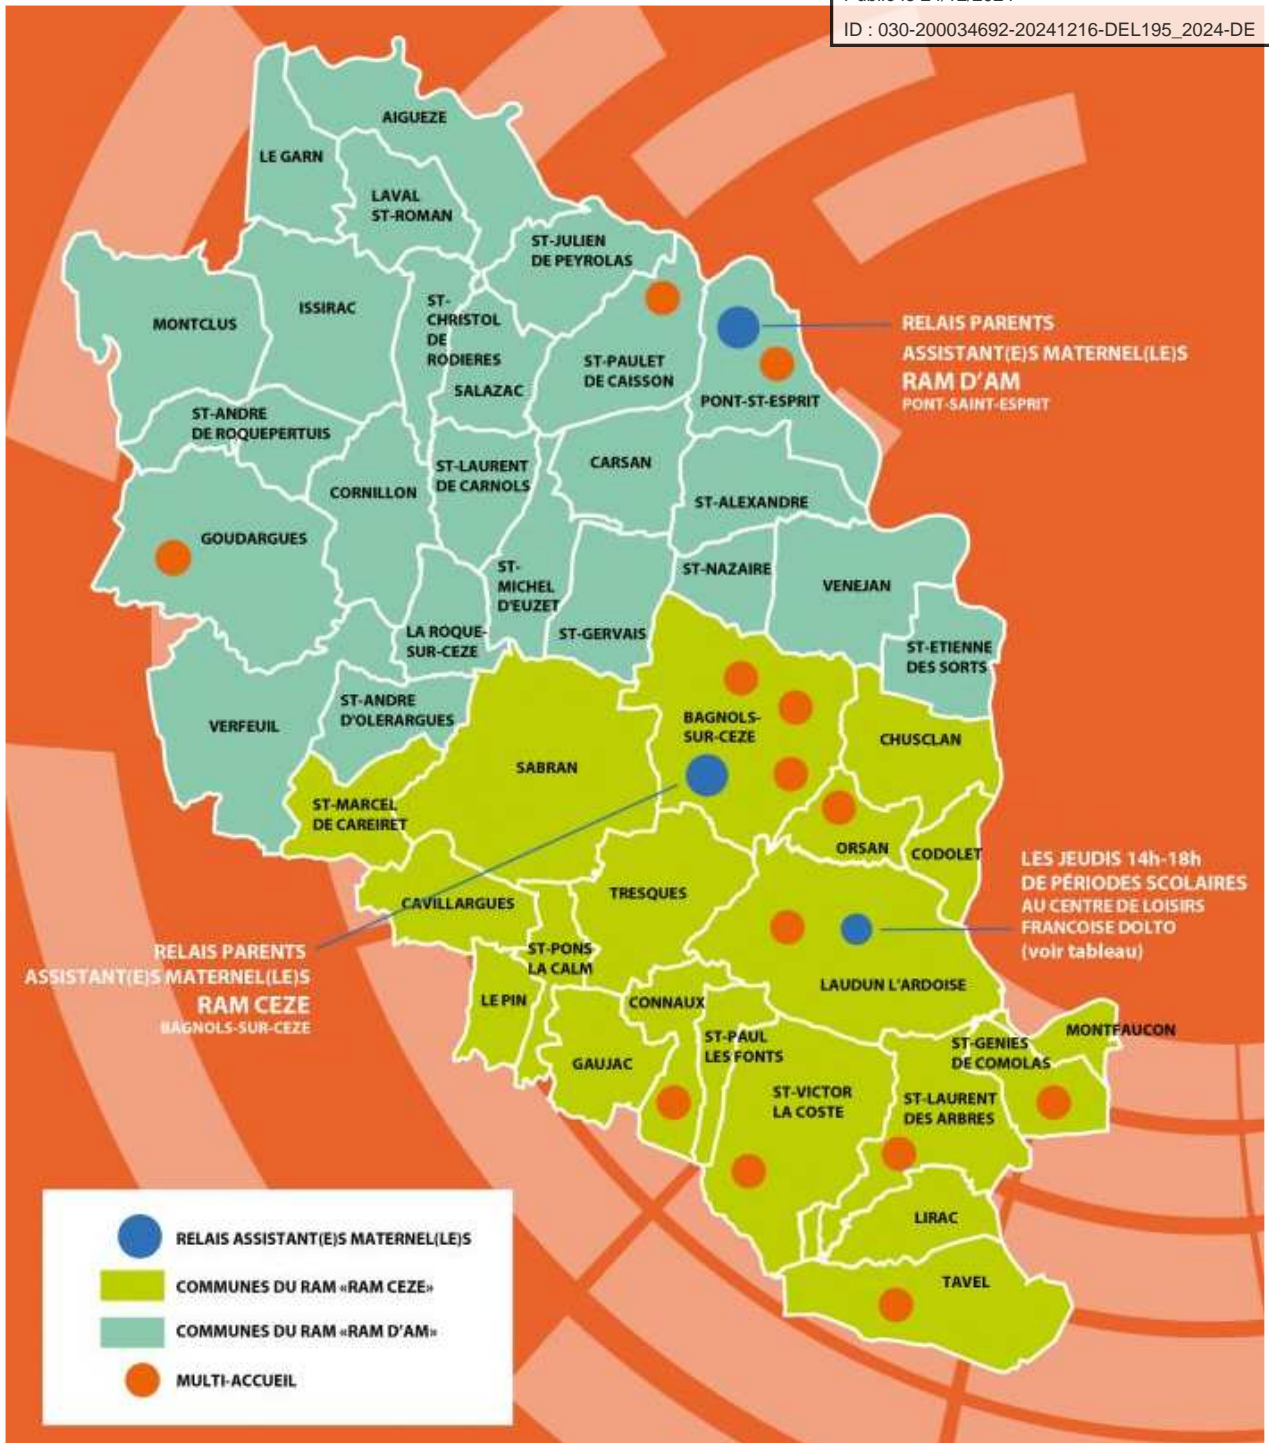 ID : 030-200034692-20241216-DEL195_2024-DE
AIGUEZE
LE GARN
LAVAL
ST-ROMAN
ST-JULIEN
DE PEYROLAS
MONTCLUS
ISSIRAC
ST-
CHRISTOL
DE
RODIERES
SALAZAC
ST-PAULET
DE CAISSON
PONT-ST-ESPRIT
RELAIS PARENTS
ASSISTANT(E)S MATERNEL(LE)S
RAM D'AM
PONT-SAINT-ESPRIT
ST-ANDRE
DE ROQUEPERTUIS
CORNILLON
ST-LAURENT
DE CARNOLS
CARSAN
ST-ALEXANDRE
GOUDARGUES
ST-
MICHEL
D'EUZET
ST-NAZAIRE
VENEJAN
LA ROQUE-
SUR-CEZE
ST-GERVAIS
ST-ETIENNE
DES SORTS
VERFEUIL
ST-ANDRE
D'OLERARGUES
BAGNOLS-
SUR-CEZE
CHUSCLAN
SABRAN
ST-MARCEL
DE CAREIRET
ORSAN
CODOLET
LES JEUDIS 14h-18h
DE PÉRIODES SCOLAIRES
AU CENTRE DE LOISIRS
FRANCOISE DOLTO
(voir tableau)
CAVILLARGUES
TRESQUES
RELAIS PARENTS
ASSISTANT(E)S MATERNEL(LE)S
RAM CEZE
BAGNOLS-SUR-CEZE
ST-PONS
LA CALM
LE PIN
CONNAUX
LAUDUN L'ARDOISE
GAUJAC
ST-PAUL
LES FONTS
ST-VICTOR
LA COSTE
MONTFAUCON
ST-GENIES
DE COMOLAS
ST-LAURENT
DES ARBRES
LIRAC
TAVEL
RELAIS ASSISTANT(E)S MATERNEL(LE)S
COMMUNES DU RAM «RAM CEZE»
COMMUNES DU RAM «RAM D'AM»
MULTI-ACCUEIL